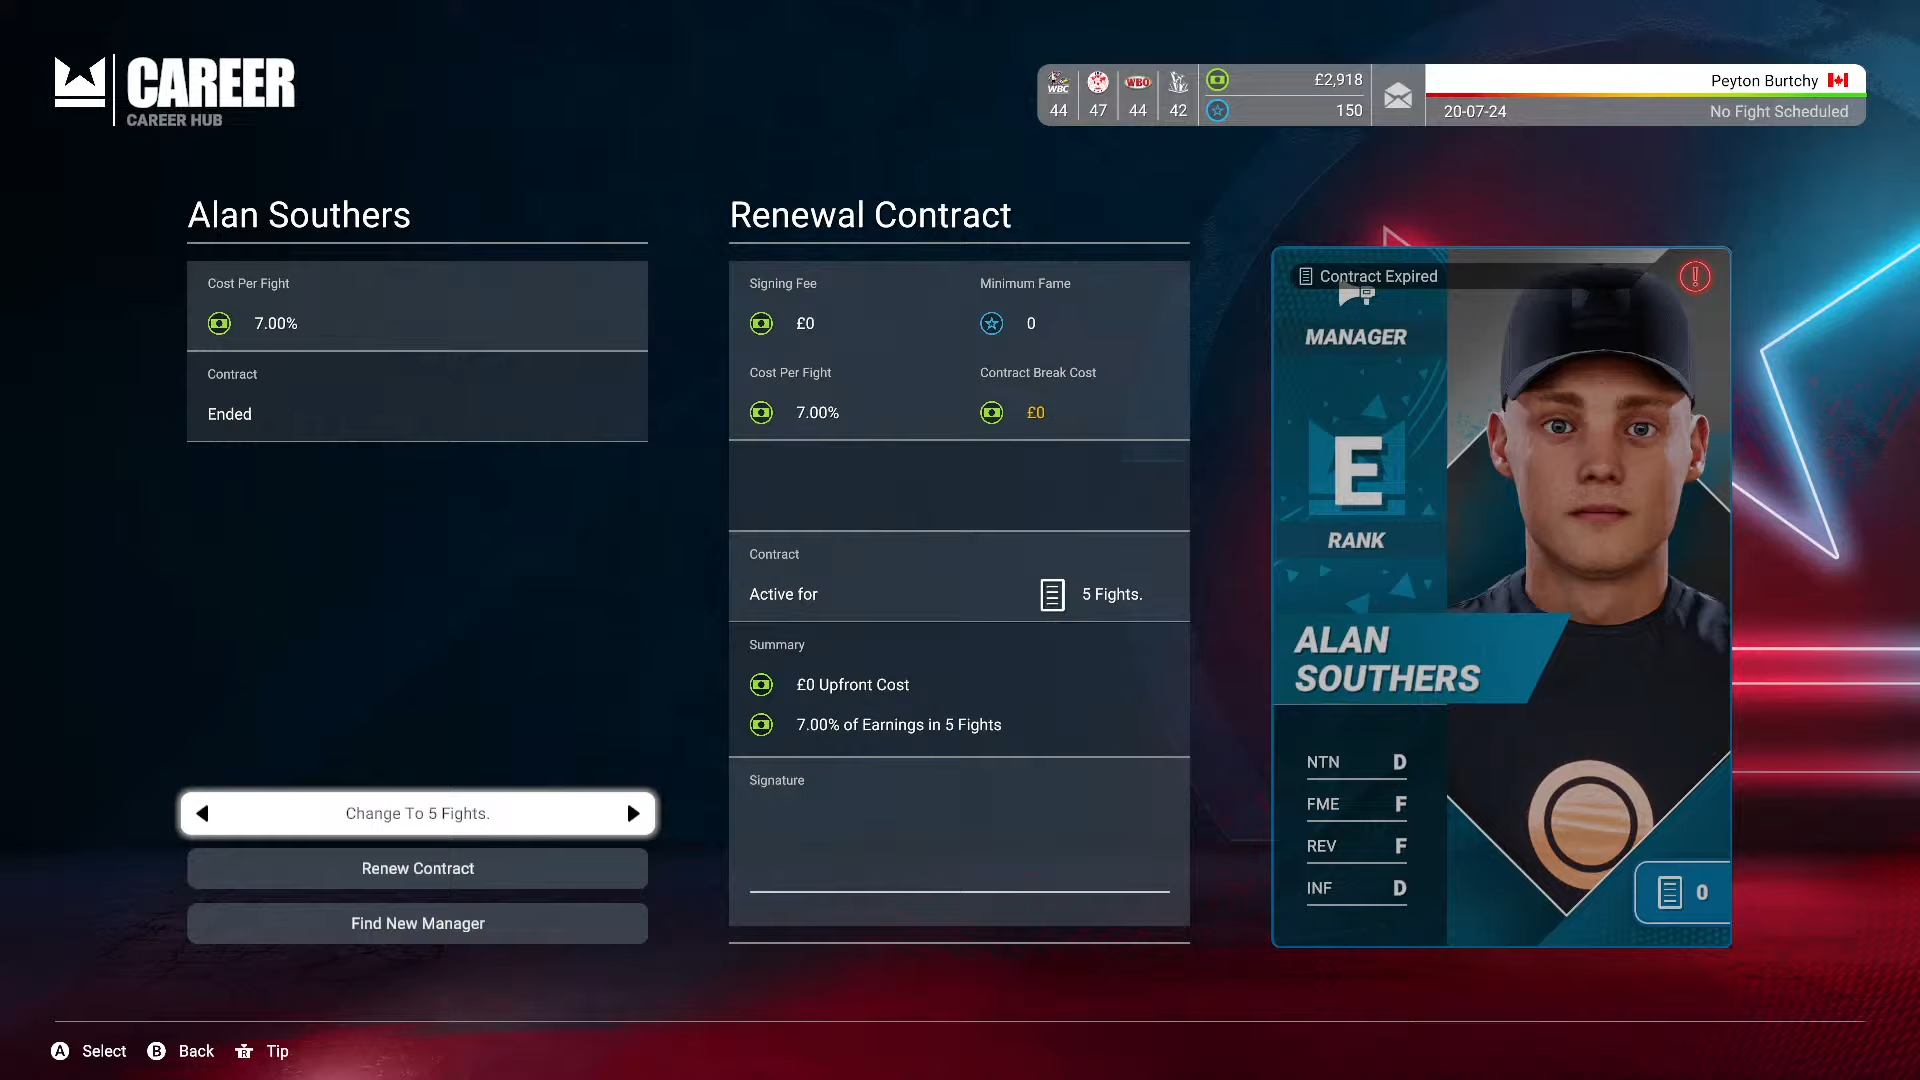 CAREER
CAREER HUB
WBC
WBO
44
47
44
42
£2,918
150
Peyton Burtchy
20-07-24
No Fight Scheduled
Alan Southers
Cost Per Fight
7.00%
Contract
Ended
Change To 5 Fights.
Renew Contract
Find New Manager
Renewal Contract
Signing Fee
Minimum Fame
£0
0
Cost Per Fight
Contract Break Cost
7.00%
£0
Contract
Active for
5 Fights.
Summary
£0 Upfront Cost
7.00% of Earnings in 5 Fights
Signature
Contract Expired
MANAGER
E
RANK
ALAN
SOUTHERS
NTN D
FME F
REV F
INF D
0
A Select
B Back
R Tip